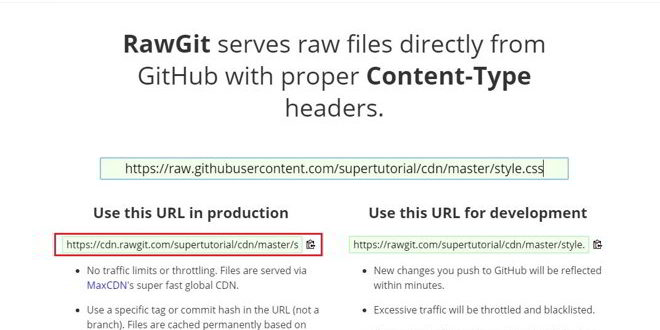 RawGit serves raw files directly from
GitHub with proper Content-Type
headers.
https://raw.githubusercontent.com/supertutorial/cdn/master/style.css
Use this URL in production
https://cdn.rawgit.com/supertutorial/cdn/master/s
No traffic limits or throttling. Files are served via
MaxCDN's super fast global CDN.
Use a specific tag or commit hash in the URL (not a
branch). Files are cached permanently based on
Use this URL for development
https://rawgit.com/supertutorial/cdn/master/style.
New changes you push to GitHub will be reflected
within minutes.
Excessive traffic will be throttled and blacklisted.